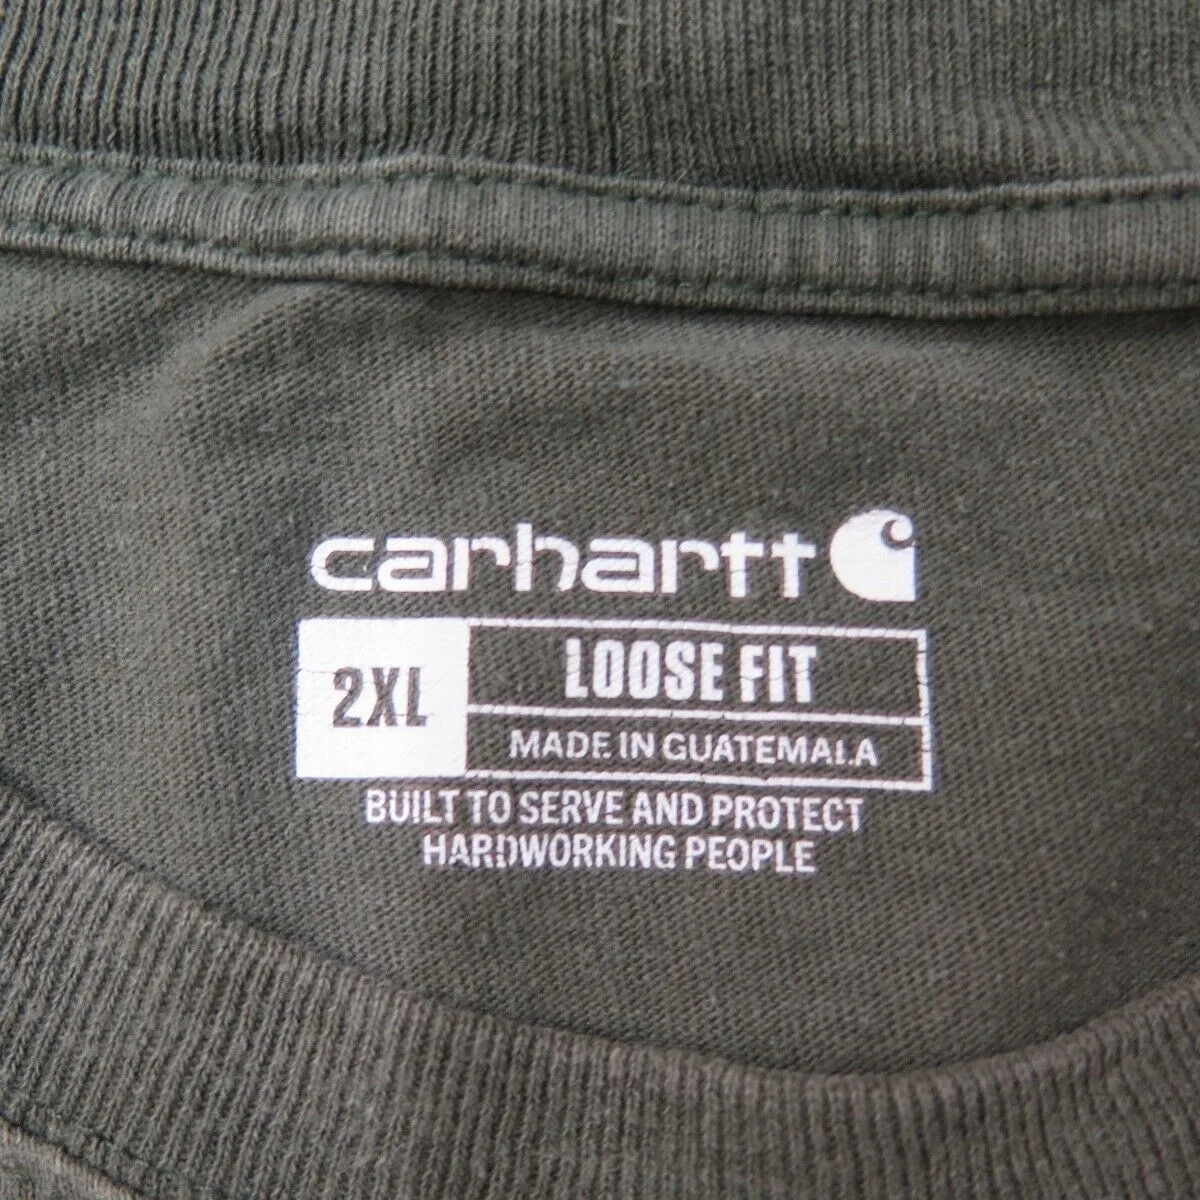 carhartt
2XL
LOOSE FIT
MADE IN GUATEMALA
BUILT TO SERVE AND PROTECT
HARDWORKING PEOPLE